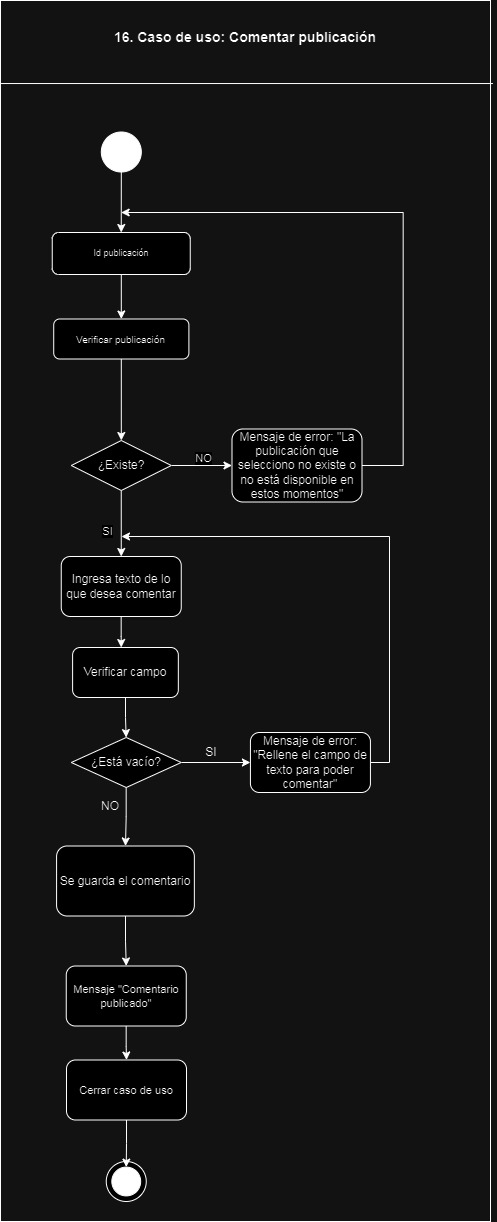 16. Caso de uso: Comentar publicación
Id publicación
Verificar publicación
¿Existe?
NO
Mensaje de error: "La
publicación que
selecciono no existe o
no está disponible en
estos momentos"
SI
Ingresa texto de lo
que desea comentar
Verificar campo
¿Está vacío?
SI
Mensaje de error:
"Rellene el campo de
texto para poder
comentar"
NO
Se guarda el comentario
Mensaje "Comentario
publicado"
Cerrar caso de uso